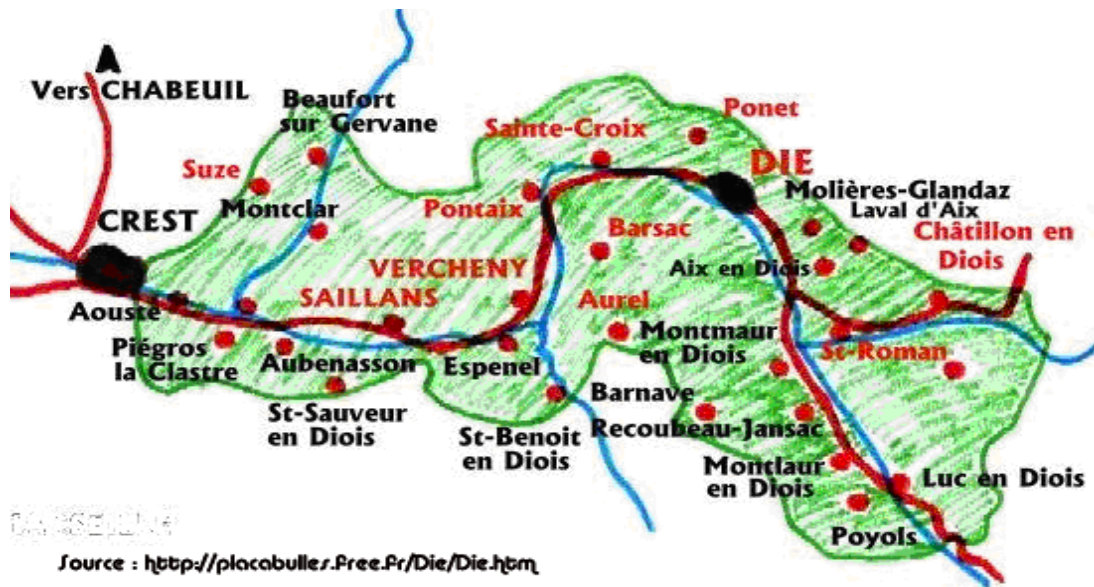 Vers CHABEUIL
Beaufort
sur Gervane
Ponet
Sainte-Croix
Suze
DIE
Montclar
Pontaix
Molières-Glandaz
Laval d'Aix
CREST
Châtillon en
Diois
Barsac
VERCHENY
Aix en Diois
SAILLANS
Aurel
Aouste
Montmaur
en Diois
St-Roman
Piégros
la Clastre
Aubenasson
Espenel
Barnave
St-Sauveur
en Diois
St-Benoit
en Diois
Recoubeau-Jansac
Montlaur
en Diois
Luc en Diois
Poyols
Source : http://placabulles.free.fr/Die/Die.htm